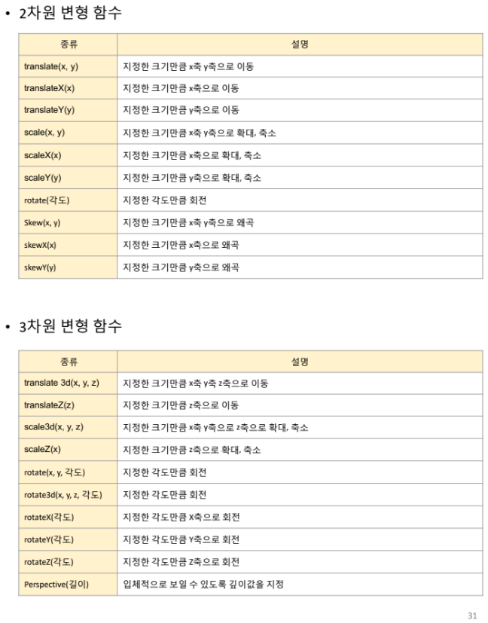 • 2차원 변형 함수
종류 설명
translate(x, y) 지정한 크기만큼 x축 y축으로 이동
translateX(x) 지정한 크기만큼 x축으로 이동
translateY(y) 지정한 크기만큼 y축으로 이동
scale(x, y) 지정한 크기만큼 x축 y축으로 확대, 축소
scaleX(x) 지정한 크기만큼 x축으로 확대, 축소
scaleY(y) 지정한 크기만큼 y축으로 확대, 축소
rotate(각도) 지정한 각도만큼 회전
Skew(x, y) 지정한 크기만큼 x축 y축으로 왜곡
skewX(x) 지정한 크기만큼 x축으로 왜곡
skewY(y) 지정한 크기만큼 y축으로 왜곡
• 3차원 변형 함수
종류 설명
translate 3d(x, y, z) 지정한 크기만큼 x축 y축 z축으로 이동
translateZ(z) 지정한 크기만큼 z축으로 이동
scale3d(x, y, z) 지정한 크기만큼 x축 y축으로 z축으로 확대, 축소
scaleZ(x) 지정한 크기만큼 z축으로 확대, 축소
rotate(x, y, 각도) 지정한 각도만큼 회전
rotate3d(x, y, z, 각도) 지정한 각도만큼 회전
rotateX(각도) 지정한 각도만큼 X축으로 회전
rotateY(각도) 지정한 각도만큼 Y축으로 회전
rotateZ(각도) 지정한 각도만큼 Z축으로 회전
Perspective(길이) 입체적으로 보일 수 있도록 깊이값을 지정
31